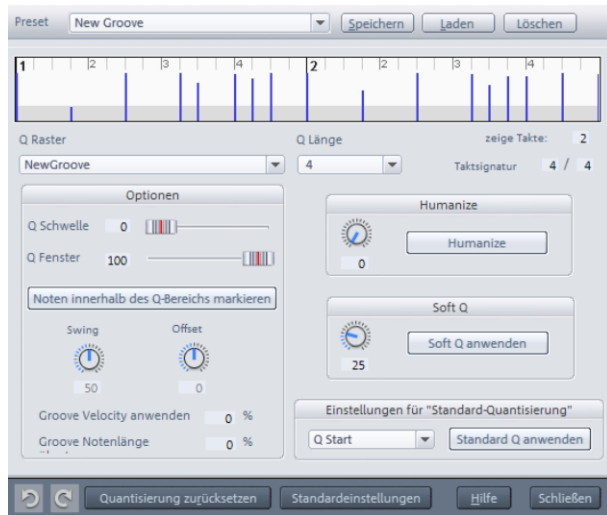 Preset New Groove Speichern Laden Löschen
1 2 3 4 2 2 3 4
Q Raster Q Länge zeige Takte: 2
NewGroove 4 Taktsignatur 4 / 4
Optionen
Q Schwelle 0
Q Fenster 100
Noten innerhalb des Q-Bereichs markieren
Swing Offset
50 0
Groove Velocity anwenden 0 %
Groove Notenlänge 0 %
Humanize
Humanize
0
Soft Q
Soft Q anwenden
25
Einstellungen für "Standard-Quantisierung"
Q Start Standard Q anwenden
Quantisierung zurücksetzen Standardeinstellungen Hilfe Schließen